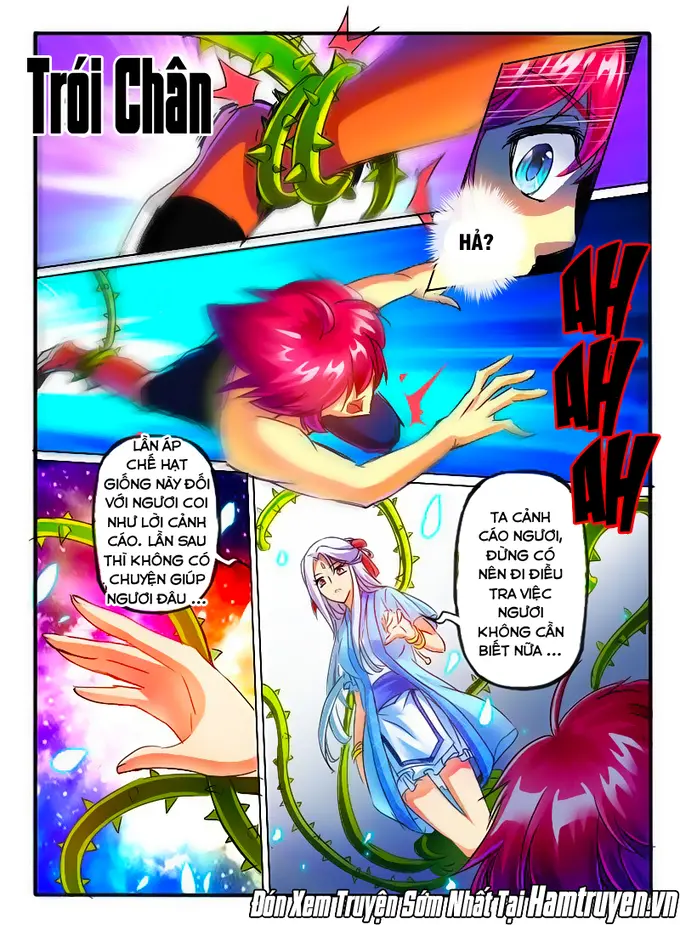 Trói Chân
HẢ?
AH
AH
AH
LẦN ÁP
CHẾ HẠT
GIỐNG NÀY ĐỐI
VỚI NGƯƠI COI
NHƯ LỜI CẢNH
CÁO. LẦN SAU
THÌ KHÔNG CÓ
CHUYỆN GIÚP
NGƯƠI ĐÂU ...
TA CẢNH
CÁO NGƯƠI,
ĐỪNG CÓ
NÊN ĐI ĐIỀU
TRA VIỆC
NGƯƠI
KHÔNG CẦN
BIẾT NỮA ...
Đón Xem Truyện Sớm Nhất Tại Hamtruyen.vn